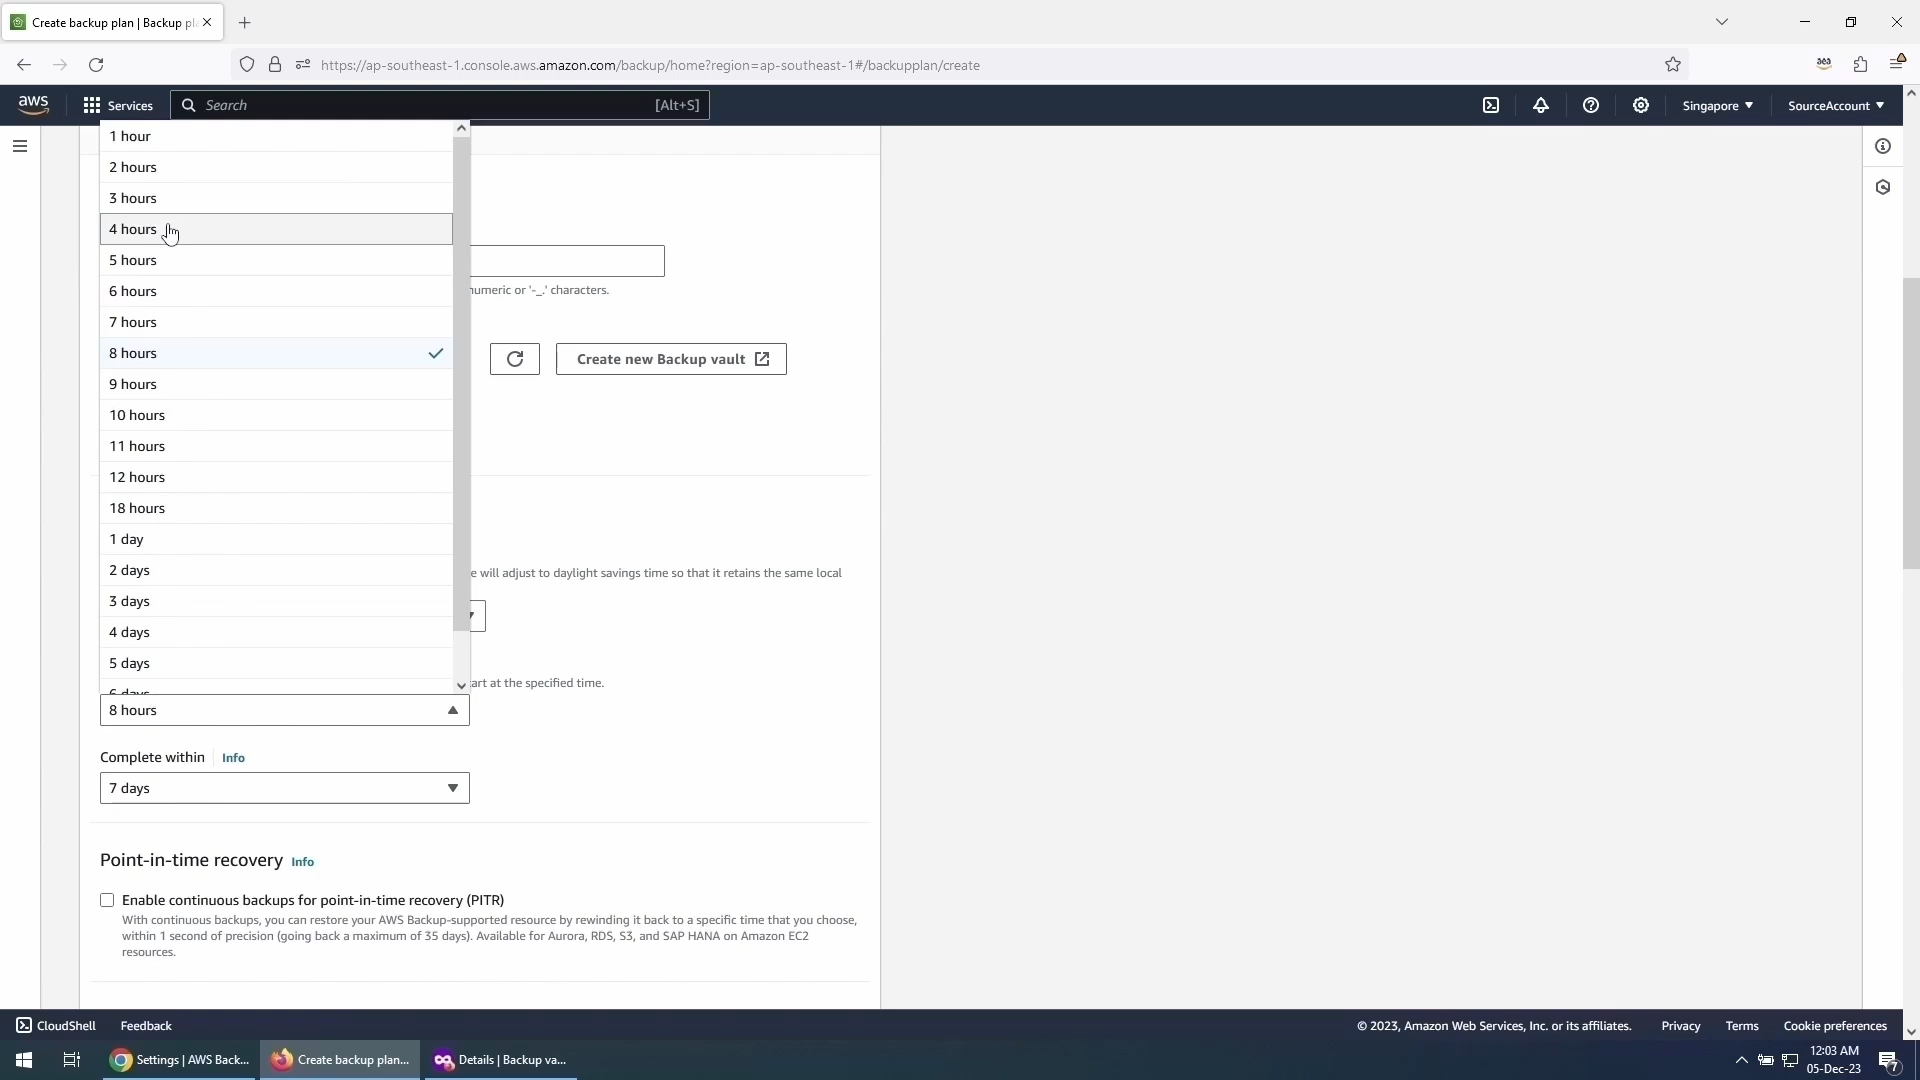 Create backup plan | Backup pl
https://ap-southeast-1.console.aws.amazon.com/backup/home?region=ap-southeast-1#/backupplan/create
aws
Services
Search
[Alt+S]
Singapore
SourceAccount
1 hour
2 hours
3 hours
4 hours
5 hours
numeric or '-_.' characters.
6 hours
7 hours
8 hours
Create new Backup vault
9 hours
10 hours
11 hours
12 hours
18 hours
1 day
2 days
e will adjust to daylight savings time so that it retains the same local
3 days
4 days
5 days
6 days
art at the specified time.
8 hours
Complete within
Info
7 days
Point-in-time recovery Info
Enable continuous backups for point-in-time recovery (PITR)
With continuous backups, you can restore your AWS Backup-supported resource by rewinding it back to a specific time that you choose,
within 1 second of precision (going back a maximum of 35 days). Available for Aurora, RDS, S3, and SAP HANA on Amazon EC2
resources.
CloudShell
Feedback
© 2023, Amazon Web Services, Inc. or its affiliates.
Privacy
Terms
Cookie preferences
Settings | AWS Back...
Create backup plan...
Details | Backup va...
12:03 AM
05-Dec-23
7